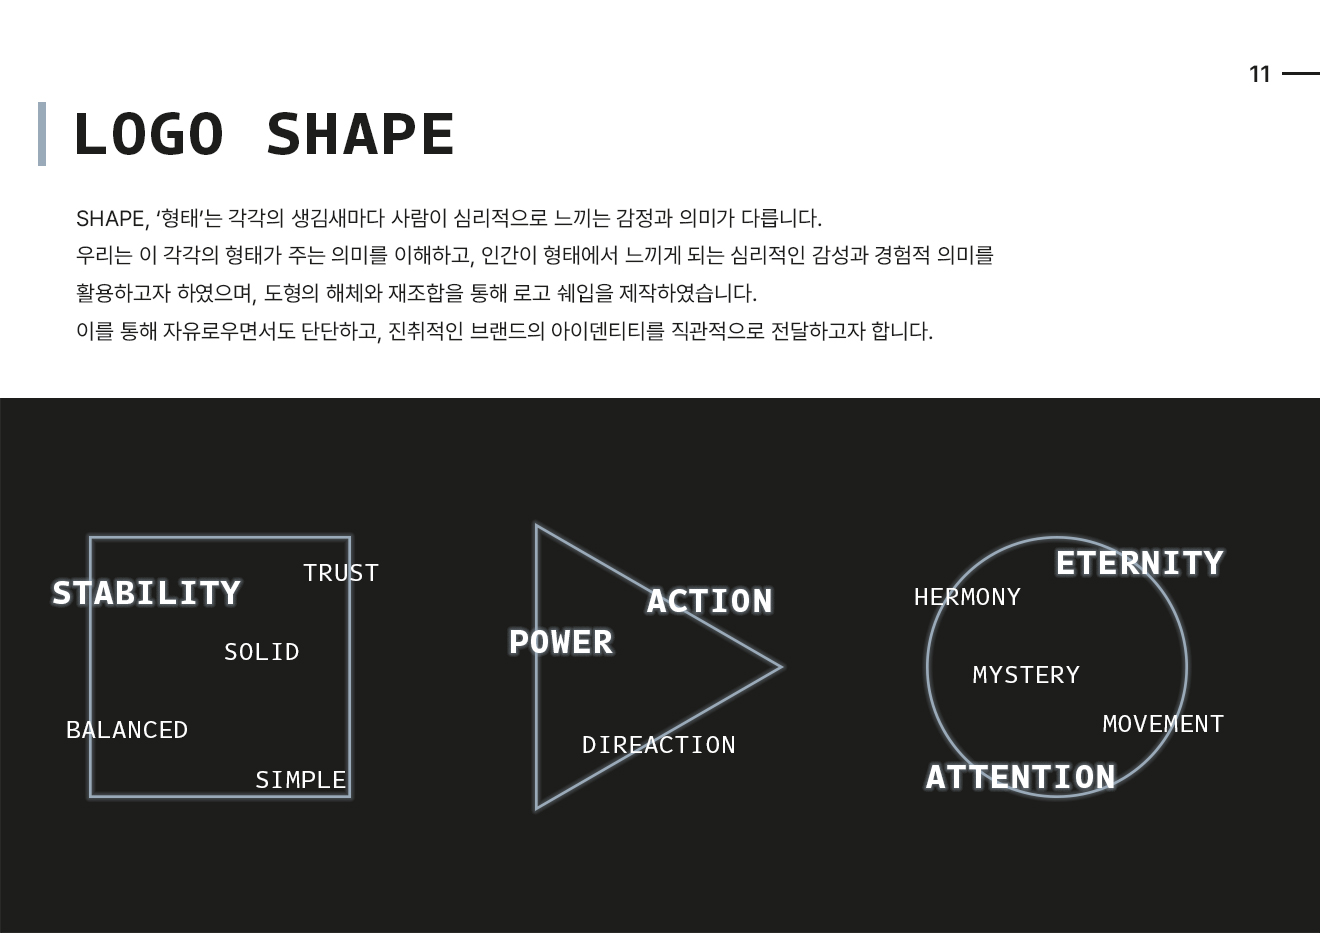 11
LOGO SHAPE
SHAPE, ‘형태’는 각각의 생김새마다 사람이 심리적으로 느끼는 감정과 의미가 다릅니다.
우리는 이 각각의 형태가 주는 의미를 이해하고, 인간이 형태에서 느끼게 되는 심리적인 감성과 경험적 의미를
활용하고자 하였으며, 도형의 해체와 재조합을 통해 로고 쉐입을 제작하였습니다.
이를 통해 자유로우면서도 단단하고, 진취적인 브랜드의 아이덴티티를 직관적으로 전달하고자 합니다.
TRUST
STABILITY
SOLID
BALANCED
SIMPLE
ACTION
POWER
DIREACTION
ETERNITY
HERMONY
MYSTERY
MOVEMENT
ATTENTION